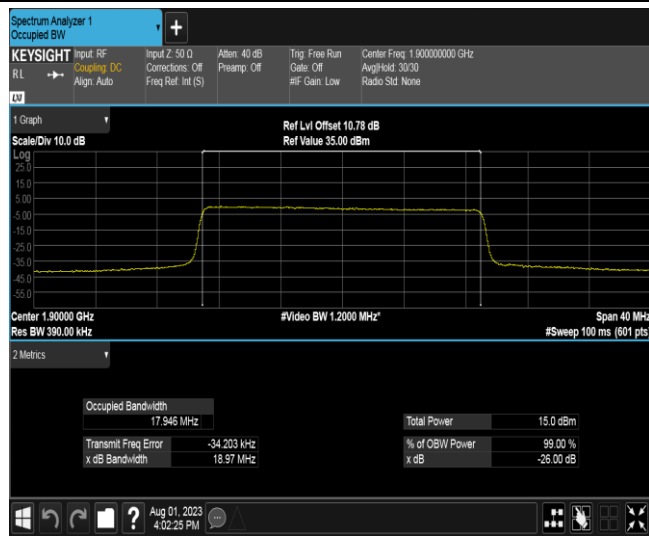 Spectrum Analyzer 1
Occupied BW
+
KEYSIGHT Input: RF Input Z: 50 Ω Atten: 40 dB Trig: Free Run Center Freq: 1.900000000 GHz
RL Coupling: DC Corrections: Off Preamp: Off Gate: Off Avg|Hold: 30/30
Align: Auto Freq Ref: Int (S) #IF Gain: Low Radio Std: None
LXI
1 Graph Ref Lvl Offset 10.78 dB
Scale/Div 10.0 dB Ref Value 35.00 dBm
Log
25.0
15.0
5.00
-5.00
-15.0
-25.0
-35.0
-45.0
-55.0
Center 1.90000 GHz #Video BW 1.2000 MHz* Span 40 MHz
Res BW 390.00 kHz #Sweep 100 ms (601 pts)
2 Metrics
Occupied Bandwidth
17.946 MHz Total Power 15.0 dBm
Transmit Freq Error -34.203 kHz % of OBW Power 99.00 %
x dB Bandwidth 18.97 MHz x dB -26.00 dB
? Aug 01, 2023
4:02:25 PM